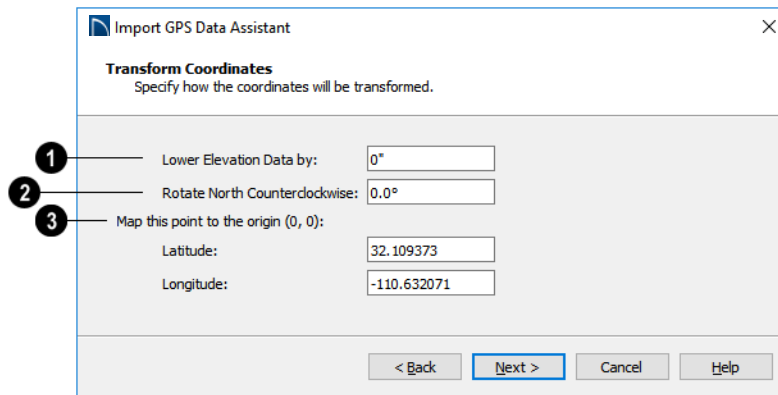 Import GPS Data Assistant
Transform Coordinates
Specify how the coordinates will be transformed.
1 Lower Elevation Data by: 0"
2 Rotate North Counterclockwise: 0.0°
3 Map this point to the origin (0, 0):
Latitude: 32.109373
Longitude: -110.632071
< Back Next > Cancel Help